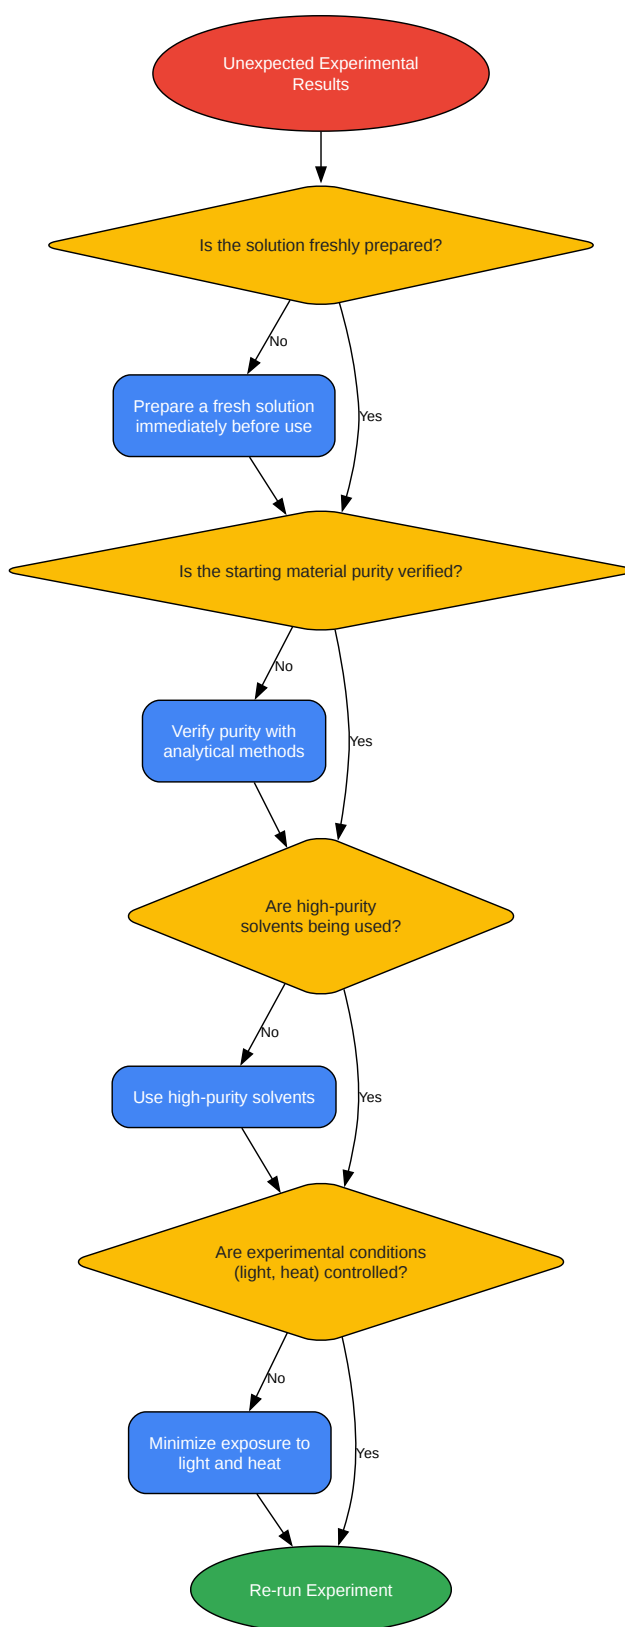 Unexpected Experimental
Results
Is the solution freshly prepared?
No
Prepare a fresh solution
immediately before use
Yes
Is the starting material purity verified?
No
Verify purity with
analytical methods
Yes
Are high-purity
solvents being used?
No
Use high-purity solvents
Yes
Are experimental conditions
(light, heat) controlled?
No
Minimize exposure to
light and heat
Yes
Re-run Experiment